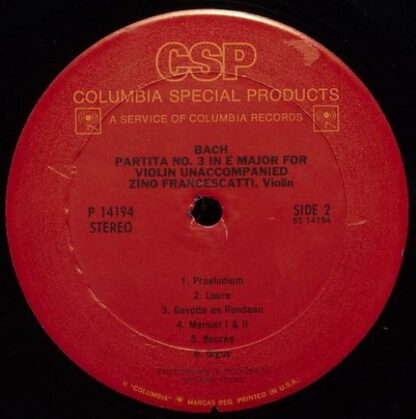 CSP
COLUMBIA SPECIAL PRODUCTS
A SERVICE OF COLUMBIA RECORDS
BACH
PARTITA NO. 3 IN E MAJOR FOR
VIOLIN UNACCOMPANIED
ZINO FRANCESCATTI, Violin
P 14194
STEREO
SIDE 2
BS 14194
1. Praeludium
2. Loure
3. Gavotte en Rondeau
4. Menuet I & II
5. Bourée
6. Gigue
® "COLUMBIA" MARCAS REG. PRINTED IN U.S.A.